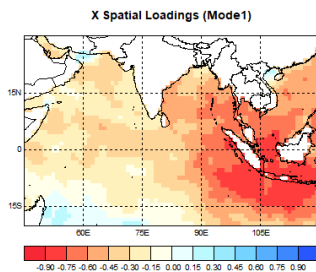 X Spatial Loadings (Mode1)
15N
0
15S
60E 75E 90E 105E
-0.90 -0.75 -0.60 -0.45 -0.30 -0.15 0.00 0.15 0.30 0.45 0.60 0.75 0.90